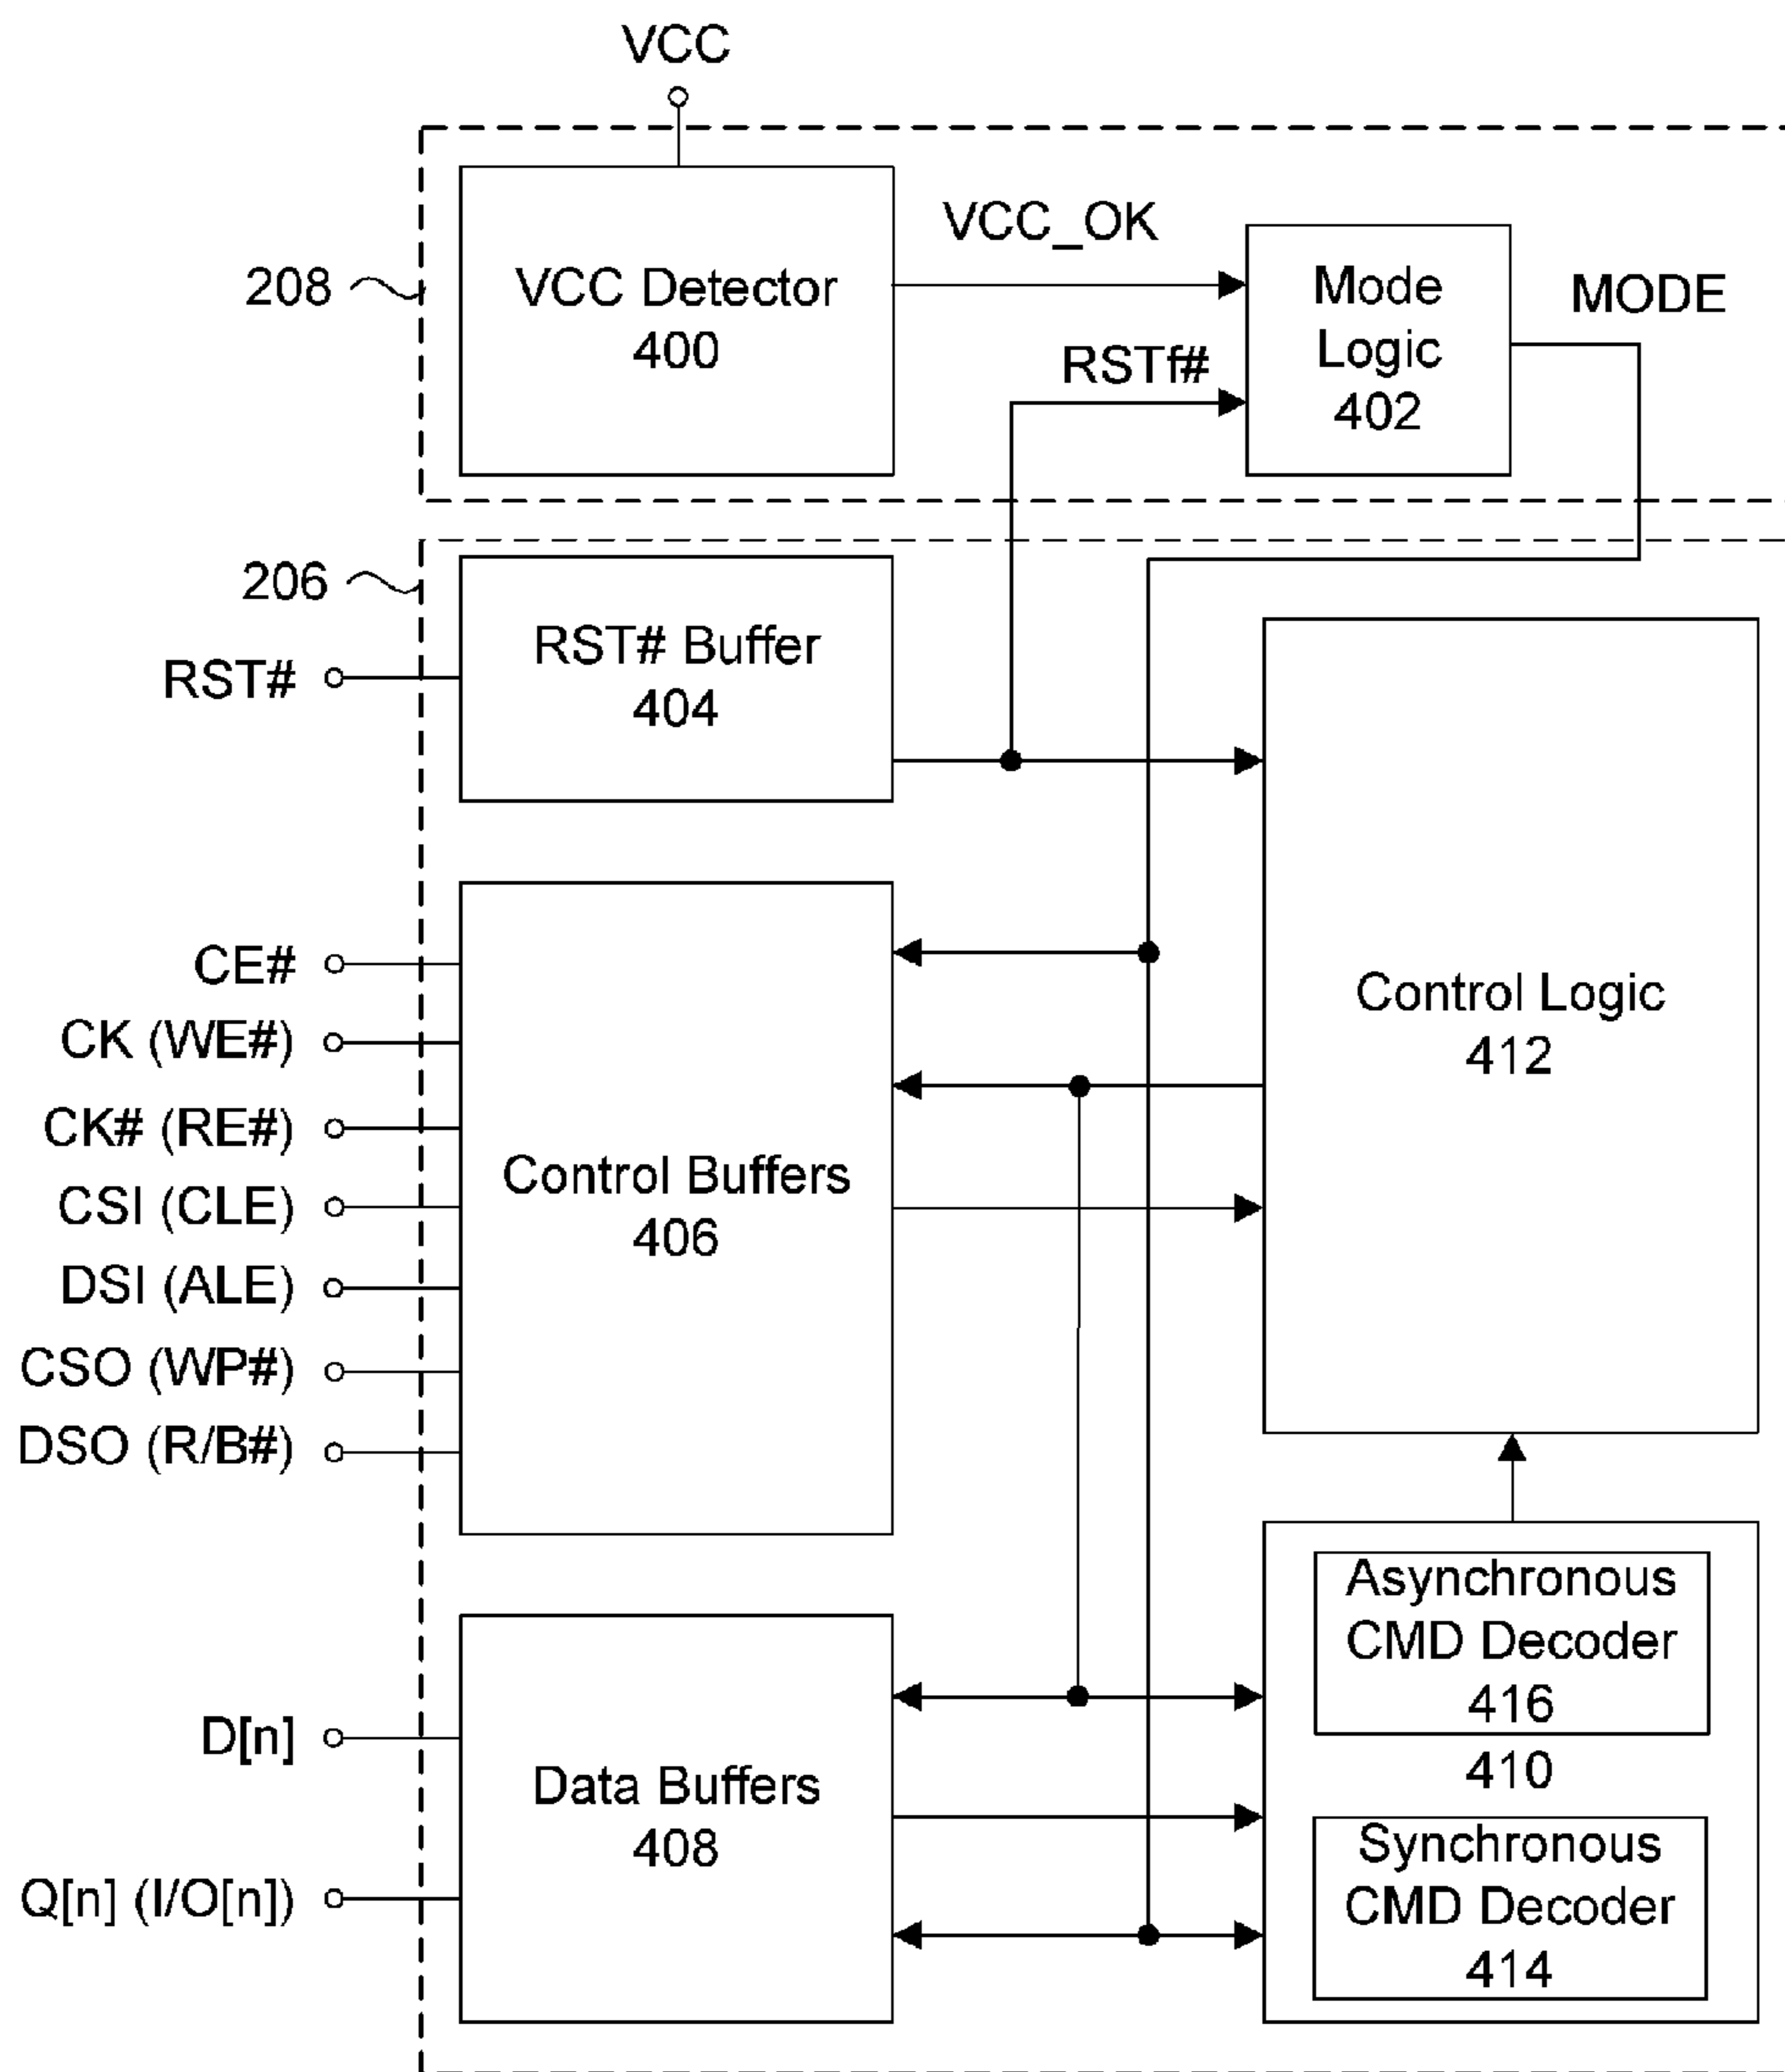 VCC
VCC_OK
208
VCC Detector
400
Mode
Logic
402
MODE
RSTf#
206
RST# Buffer
404
RST#
CE#
CK (WE#)
CK# (RE#)
CSI (CLE)
DSI (ALE)
CSO (WP#)
DSO (R/B#)
Control Buffers
406
Control Logic
412
D[n]
Q[n] (I/O[n])
Data Buffers
408
Asynchronous
CMD Decoder
416
410
Synchronous
CMD Decoder
414